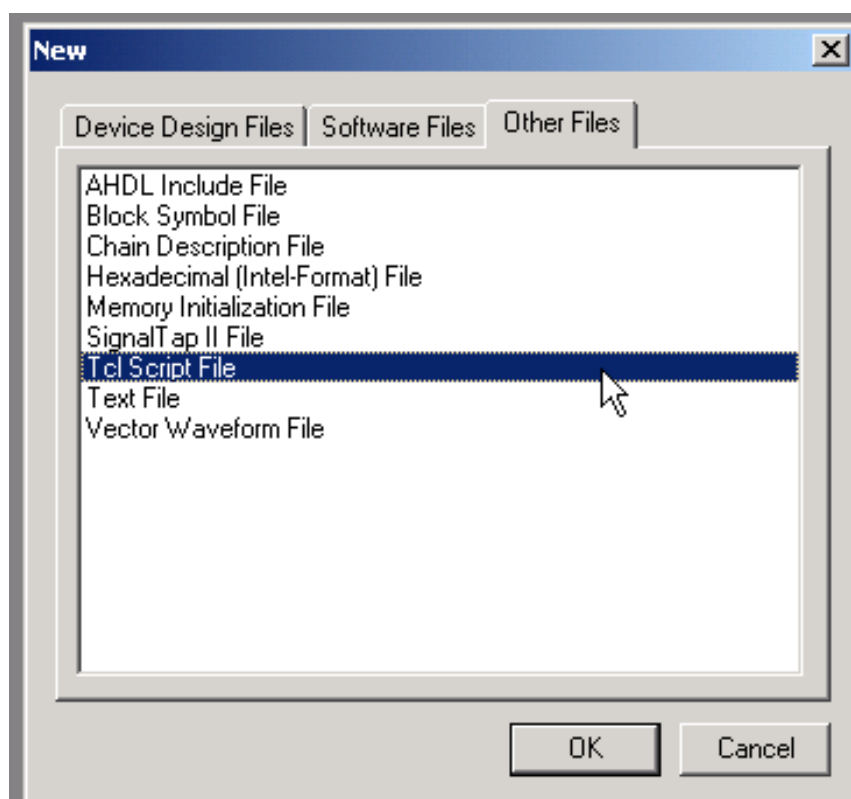 New
Device Design Files Software Files Other Files
AHDL Include File
Block Symbol File
Chain Description File
Hexadecimal (Intel-Format) File
Memory Initialization File
SignalTap II File
Tcl Script File
Text File
Vector Waveform File
OK Cancel